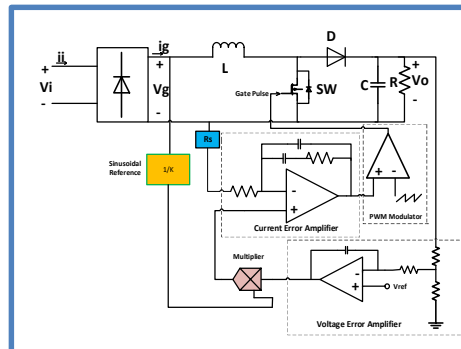 ii
+
Vi
-
ig
+
Vg
-
L
D
Gate Pulse
SW
C
R
+
Vo
-
Rs
Sinusoidal
Reference
1/K
-
+
Current Error Amplifier
+
-
PWM Modulator
Multiplier
-
+
Vref
Voltage Error Amplifier